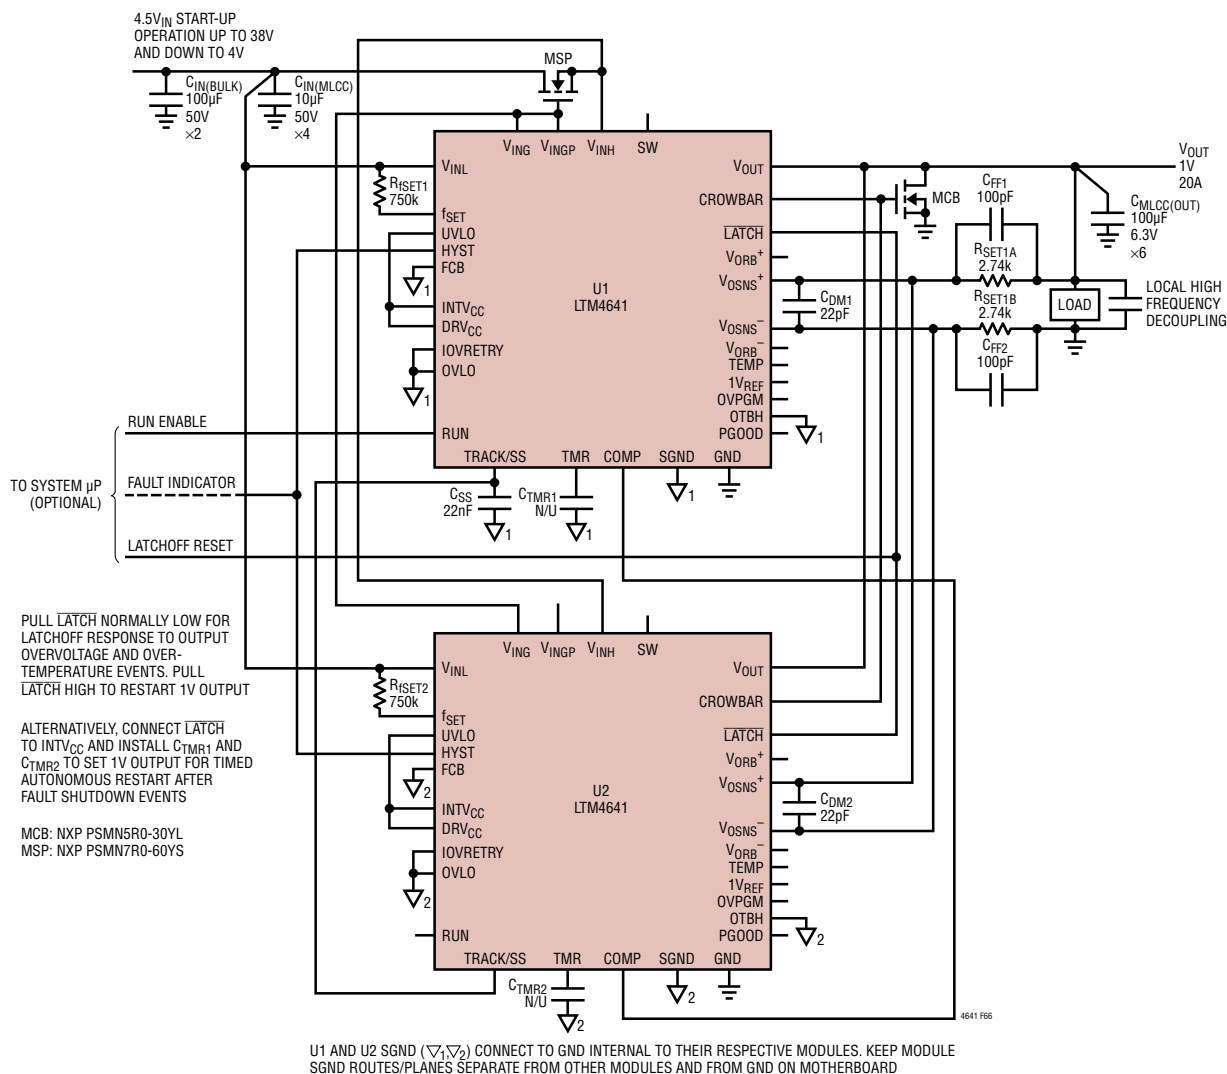 4.5VIN START-UP
OPERATION UP TO 38V
AND DOWN TO 4V
CIN(BULK)
100µF
50V
×2
CIN(MLCC)
10µF
50V
×4
MSP
VING
VINGP
VINH
SW
VINL
RfSET1
750k
fSET
UVLO
HYST
FCB
1
INTVCC
DRVCC
IOVRETRY
OVLO
1
RUN
U1
LTM4641
VOUT
CROWBAR
LATCH
VORB+
VOSNS+
VOSNS–
VORB–
TEMP
1VREF
OVPGM
OTBH
PGOOD
1
TRACK/SS
TMR
COMP
SGND
GND
CSS
22nF
1
CTMR1
N/U
1
1
MCB
CDM1
22pF
CFF1
100pF
RSET1A
2.74k
RSET1B
2.74k
CFF2
100pF
VOUT
1V
20A
CMLCC(OUT)
100µF
6.3V
×6
LOAD
LOCAL HIGH
FREQUENCY
DECOUPLING
TO SYSTEM µP
(OPTIONAL)
RUN ENABLE
FAULT INDICATOR
LATCHOFF RESET
PULL LATCH NORMALLY LOW FOR
LATCHOFF RESPONSE TO OUTPUT
OVERVOLTAGE AND OVER-
TEMPERATURE EVENTS. PULL
LATCH HIGH TO RESTART 1V OUTPUT
ALTERNATIVELY, CONNECT LATCH
TO INTVCC AND INSTALL CTMR1 AND
CTMR2 TO SET 1V OUTPUT FOR TIMED
AUTONOMOUS RESTART AFTER
FAULT SHUTDOWN EVENTS
MCB: NXP PSMN5R0-30YL
MSP: NXP PSMN7R0-60YS
VING
VINGP
VINH
SW
VINL
RfSET2
750k
fSET
UVLO
HYST
FCB
2
INTVCC
DRVCC
IOVRETRY
OVLO
2
RUN
U2
LTM4641
VOUT
CROWBAR
LATCH
VORB+
VOSNS+
VOSNS–
VORB–
TEMP
1VREF
OVPGM
OTBH
PGOOD
2
CDM2
22pF
TRACK/SS
TMR
COMP
SGND
GND
CTMR2
N/U
2
2
4641 F66
U1 AND U2 SGND (▽1,▽2) CONNECT TO GND INTERNAL TO THEIR RESPECTIVE MODULES. KEEP MODULE
SGND ROUTES/PLANES SEPARATE FROM OTHER MODULES AND FROM GND ON MOTHERBOARD